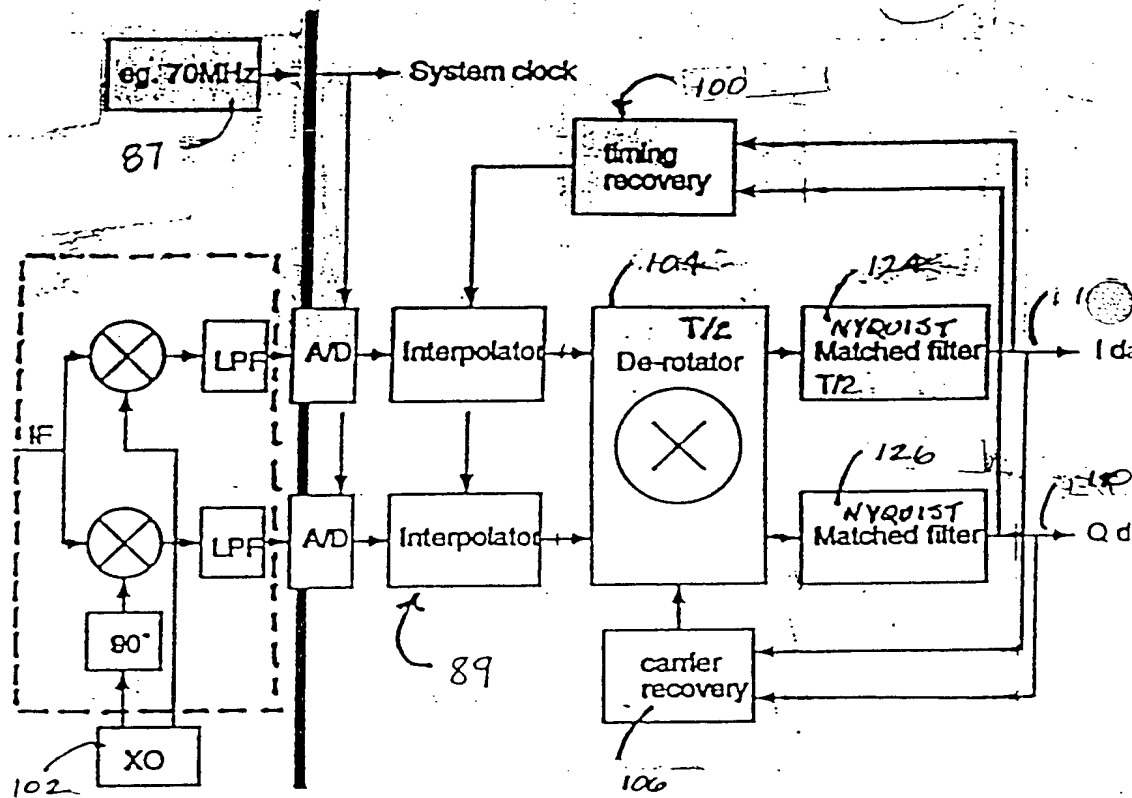 eg. 70MHz
System clock
100
87
timing
recovery
104
124
T/2
NYQUIST
Matched filter
T/2
De-rotator
A/D
Interpolator
LPF
I da
IF
126
NYQUIST
Matched filter
A/D
Interpolator
LPF
Q d
90°
89
carrier
recovery
XO
102
106